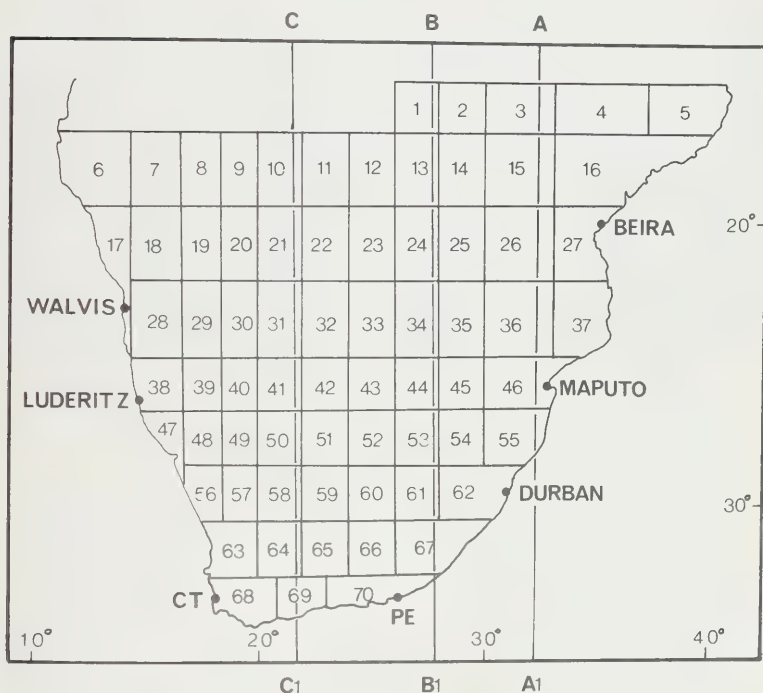 C B A
1 2 3 4 5
6 7 8 9 10 11 12 13 14 15 16
17 18 19 20 21 22 23 24 25 26 27 BEIRA 20°
WALVIS 28 29 30 31 32 33 34 35 36 37
LUDERITZ 38 39 40 41 42 43 44 45 46 MAPUTO
47 48 49 50 51 52 53 54 55
56 57 58 59 60 61 62 DURBAN 30°
63 64 65 66 67
CT 68 69 70 PE
10° 20° 30° 40°
C1 B1 A1